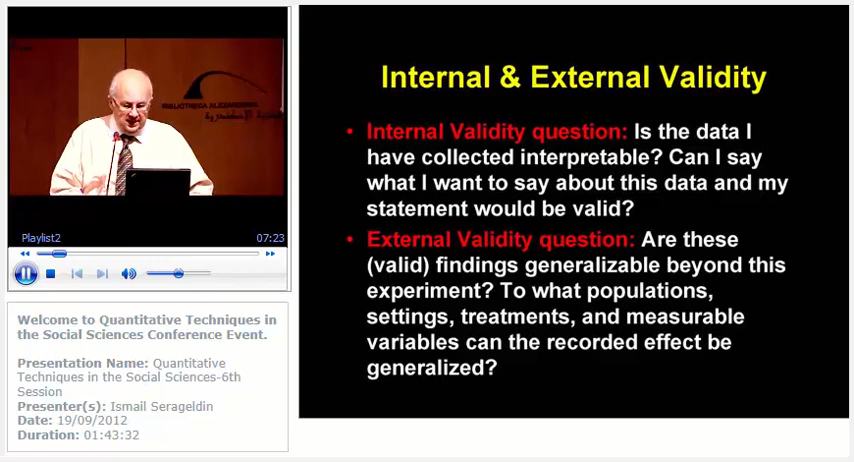 BIBLIOTHECA ALEXANDRINA
مكتبة الإسكندرية
Playlist2
07:23
Welcome to Quantitative Techniques in
the Social Sciences Conference Event.
Presentation Name: Quantitative
Techniques in the Social Sciences-6th
Session
Presenter(s): Ismail Serageldin
Date: 19/09/2012
Duration: 01:43:32
Internal & External Validity
• Internal Validity question: Is the data I
have collected interpretable? Can I say
what I want to say about this data and my
statement would be valid?
• External Validity question: Are these
(valid) findings generalizable beyond this
experiment? To what populations,
settings, treatments, and measurable
variables can the recorded effect be
generalized?